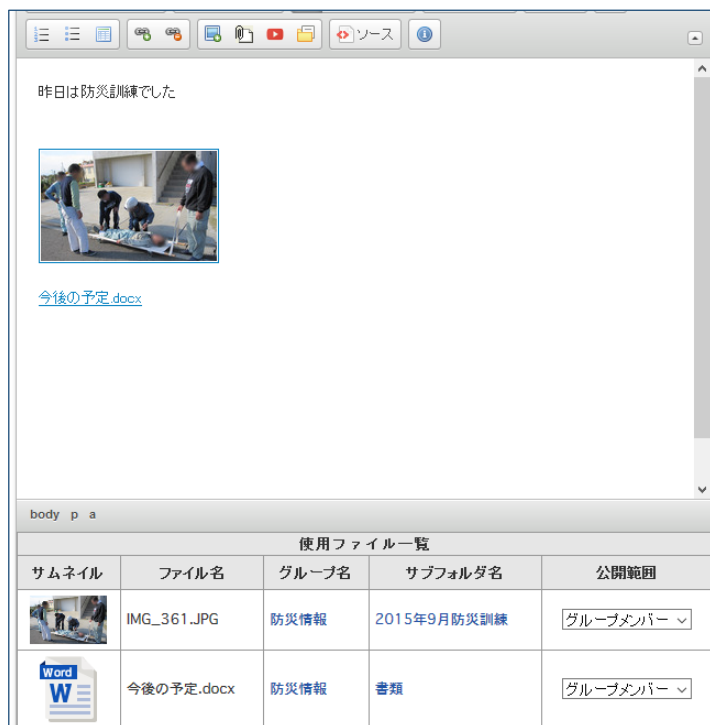 ソース
昨日は防災訓練でした
今後の予定.docx
body p a
使用ファイル一覧
サムネイル ファイル名 グループ名 サブフォルダ名 公開範囲
IMG_361.JPG 防災情報 2015年9月防災訓練 グループメンバー
Word
W
今後の予定.docx 防災情報 書類 グループメンバー